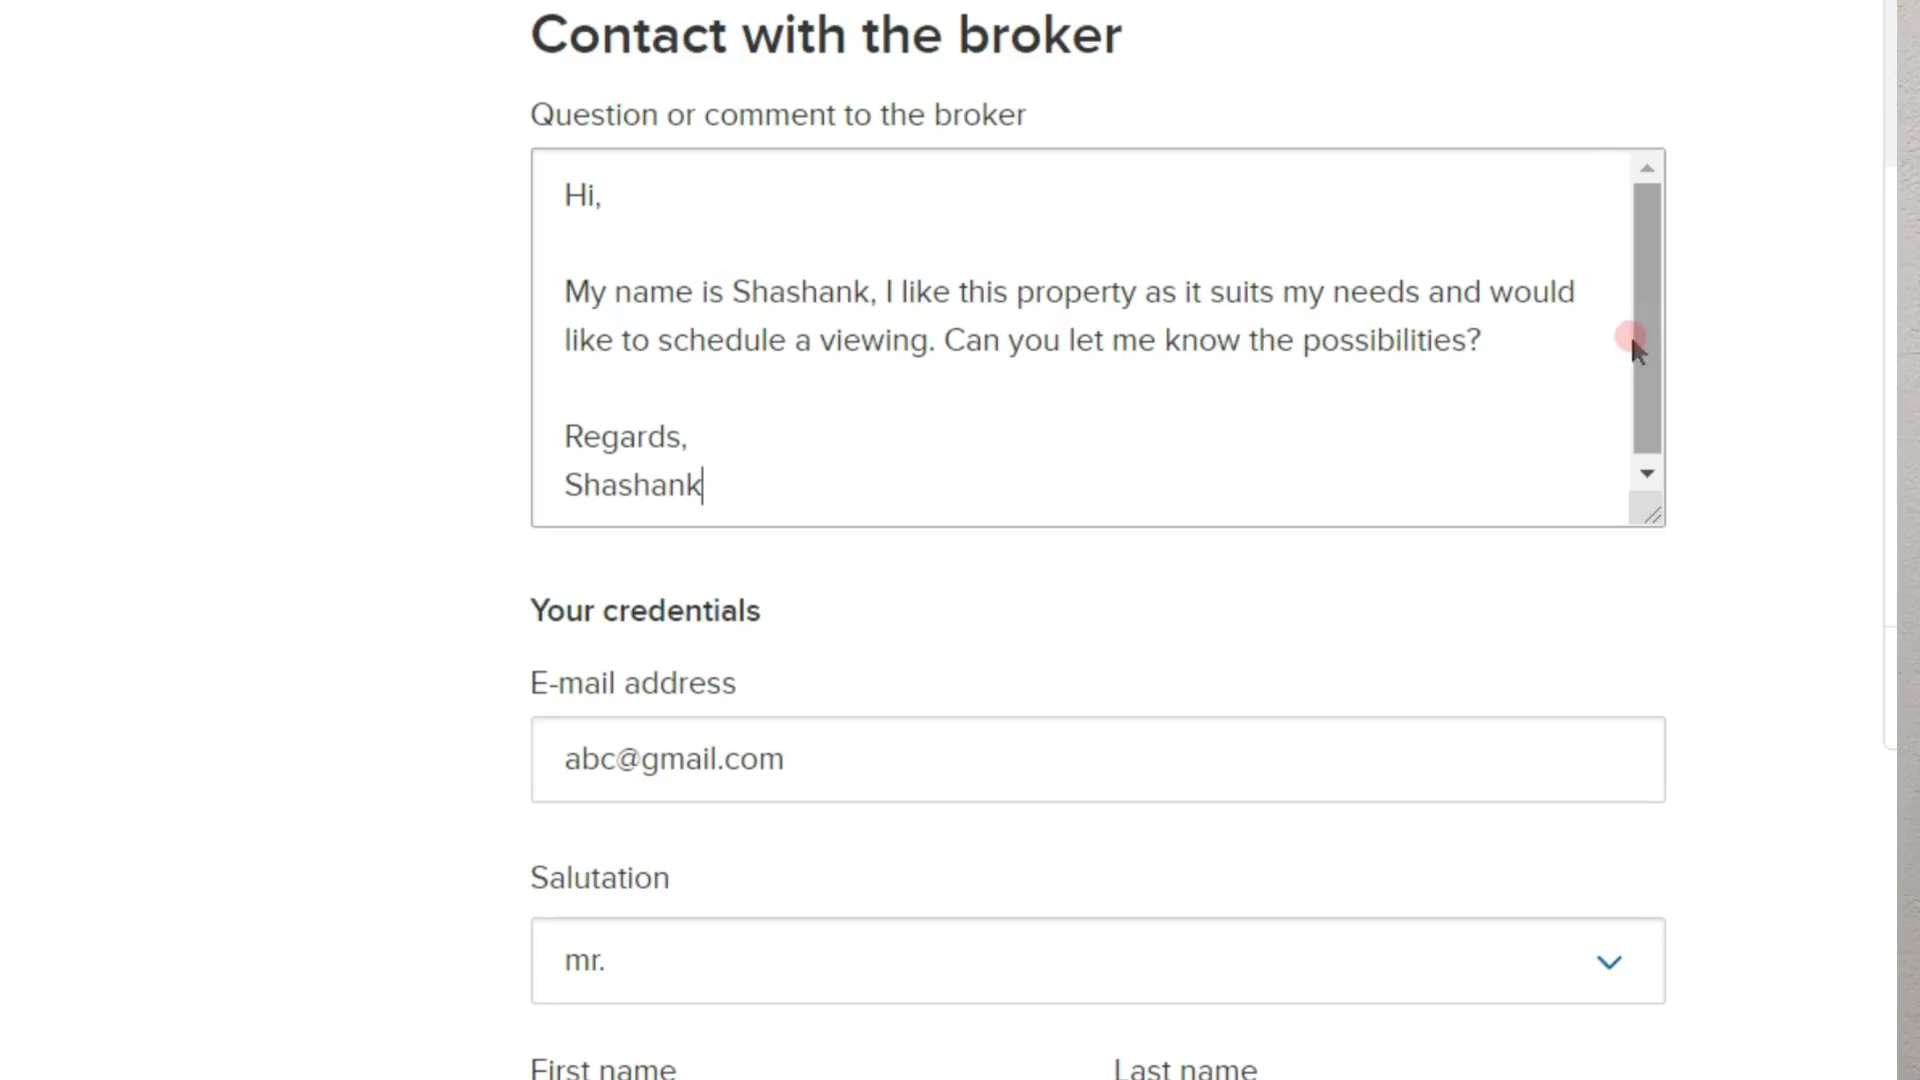 Contact with the broker
Question or comment to the broker
Hi,
My name is Shashank, I like this property as it suits my needs and would
like to schedule a viewing. Can you let me know the possibilities?
Regards,
Shashank
Your credentials
E-mail address
abc@gmail.com
Salutation
mr.
First name
Last name